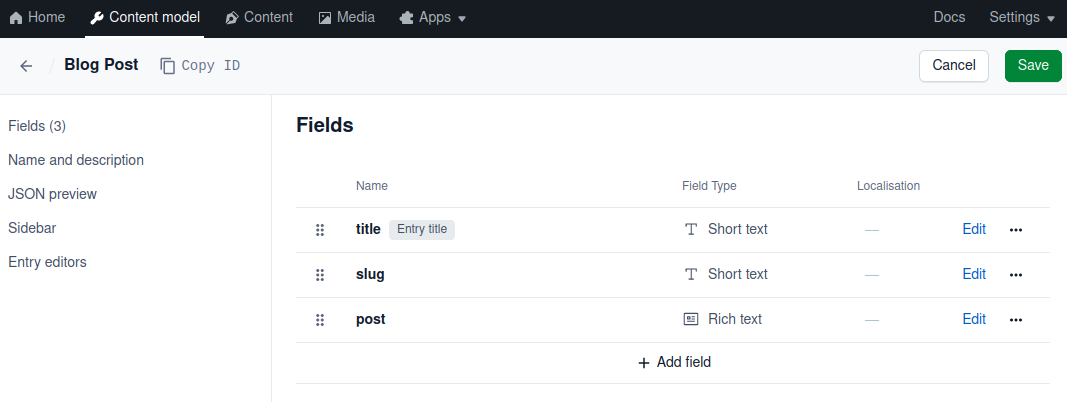 Home Content model Content Media Apps Docs Settings
Blog Post Copy ID Cancel Save
Fields (3)
Name and description
JSON preview
Sidebar
Entry editors
Fields
Name Field Type Localisation
title Entry title Short text — Edit
slug Short text — Edit
post Rich text — Edit
Add field